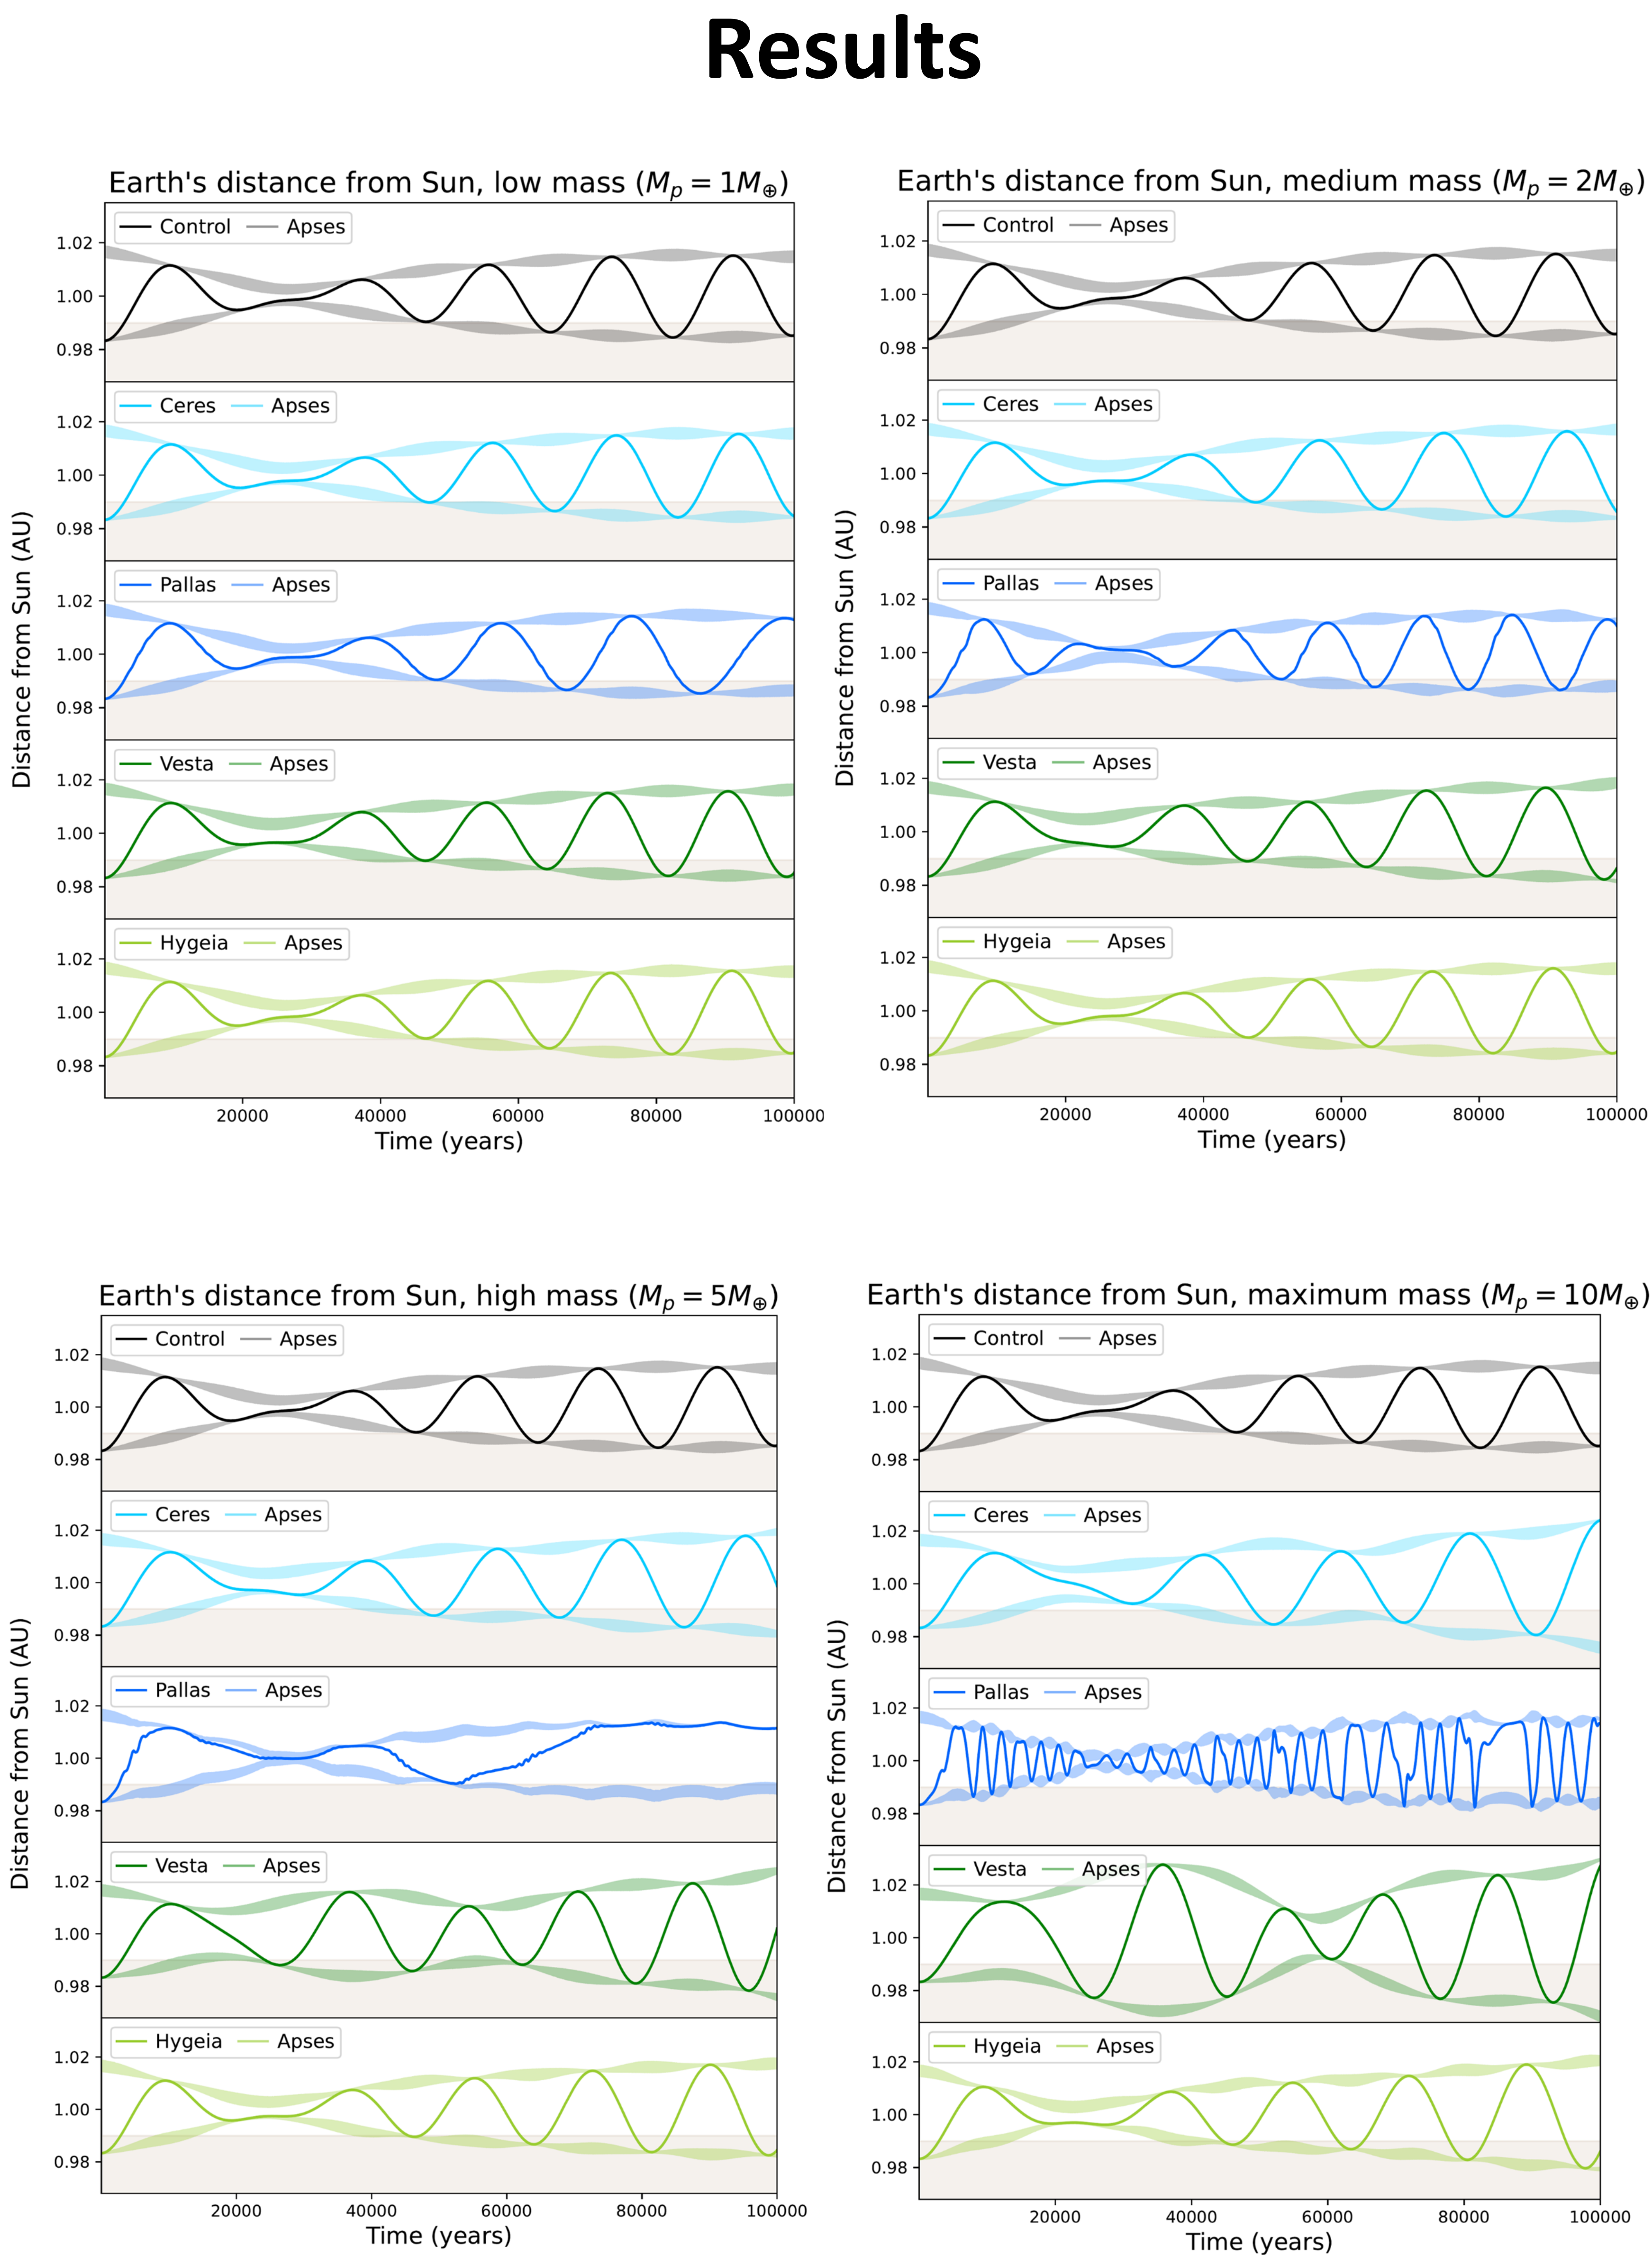 Results
Earth's distance from Sun, low mass (M_p = 1M_⊕)
Distance from Sun (AU)
Control Apses
1.02
1.00
0.98
Ceres Apses
1.02
1.00
0.98
Pallas Apses
1.02
1.00
0.98
Vesta Apses
1.02
1.00
0.98
Hygeia Apses
1.02
1.00
0.98
20000 40000 60000 80000 100000
Time (years)
Earth's distance from Sun, medium mass (M_p = 2M_⊕)
Distance from Sun (AU)
Control Apses
1.02
1.00
0.98
Ceres Apses
1.02
1.00
0.98
Pallas Apses
1.02
1.00
0.98
Vesta Apses
1.02
1.00
0.98
Hygeia Apses
1.02
1.00
0.98
20000 40000 60000 80000 100000
Time (years)
Earth's distance from Sun, high mass (M_p = 5M_⊕)
Distance from Sun (AU)
Control Apses
1.02
1.00
0.98
Ceres Apses
1.02
1.00
0.98
Pallas Apses
1.02
1.00
0.98
Vesta Apses
1.02
1.00
0.98
Hygeia Apses
1.02
1.00
0.98
20000 40000 60000 80000 100000
Time (years)
Earth's distance from Sun, maximum mass (M_p = 10M_⊕)
Distance from Sun (AU)
Control Apses
1.02
1.00
0.98
Ceres Apses
1.02
1.00
0.98
Pallas Apses
1.02
1.00
0.98
Vesta Apses
1.02
1.00
0.98
Hygeia Apses
1.02
1.00
0.98
20000 40000 60000 80000 100000
Time (years)